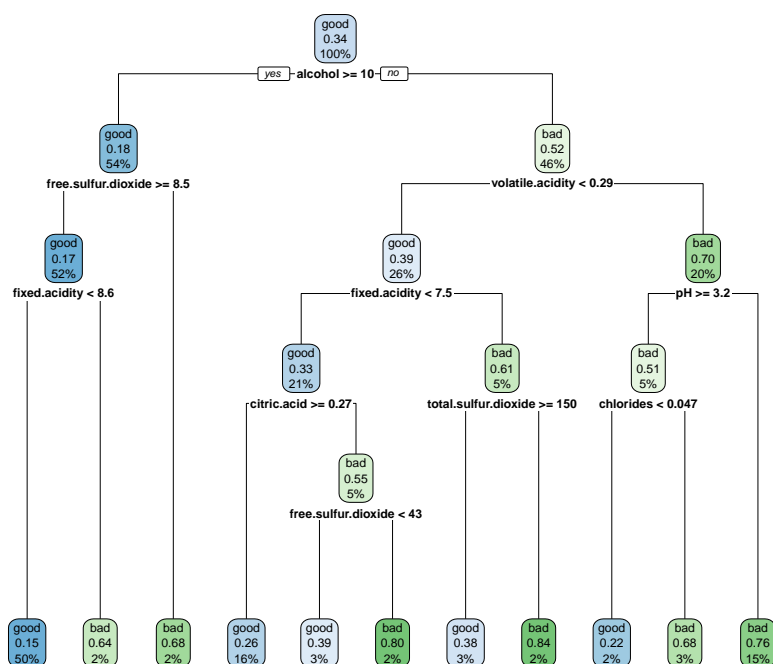 good
0.34
100%
yes alcohol >= 10 no
good
0.18
54%
free.sulfur.dioxide >= 8.5
bad
0.52
46%
volatile.acidity < 0.29
good
0.17
52%
fixed.acidity < 8.6
good
0.39
26%
fixed.acidity < 7.5
bad
0.70
20%
pH >= 3.2
good
0.33
21%
citric.acid >= 0.27
bad
0.61
5%
total.sulfur.dioxide >= 150
bad
0.51
5%
chlorides < 0.047
bad
0.55
5%
free.sulfur.dioxide < 43
good
0.15
50%
bad
0.64
2%
bad
0.68
2%
good
0.26
16%
good
0.39
3%
bad
0.80
2%
good
0.38
3%
bad
0.84
2%
good
0.22
2%
bad
0.68
3%
bad
0.76
15%